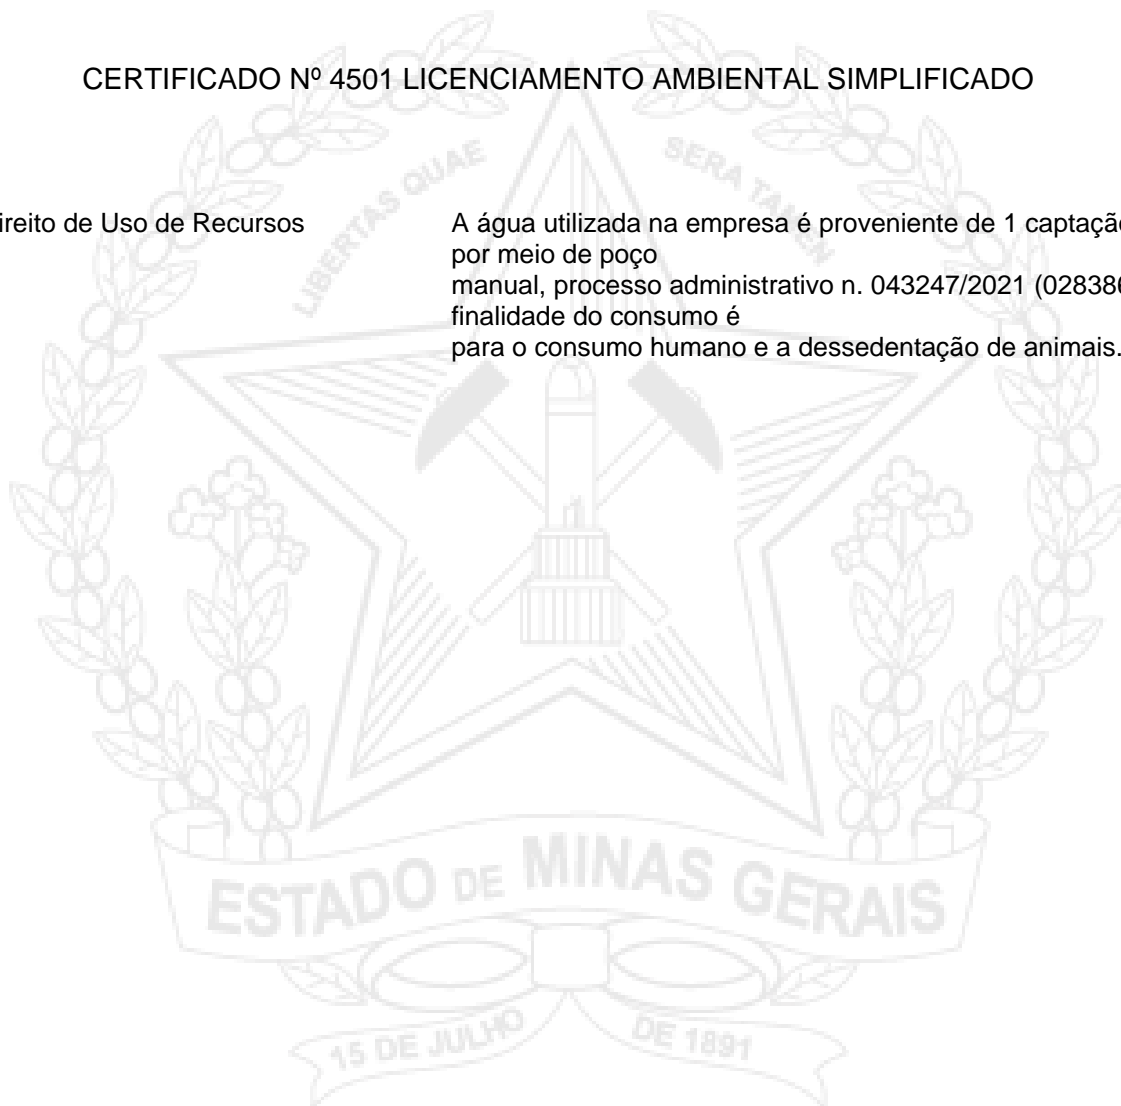 CERTIFICADO Nº 4501 LICENCIAMENTO AMBIENTAL SIMPLIFICADO
LIBERTAS QUAE SERA TAMEN
ireito de Uso de Recursos
A água utilizada na empresa é proveniente de 1 captação
por meio de poço
manual, processo administrativo n. 043247/2021 (028386
finalidade do consumo é
para o consumo humano e a dessedentação de animais.
ESTADO DE MINAS GERAIS
15 DE JULHO DE 1891